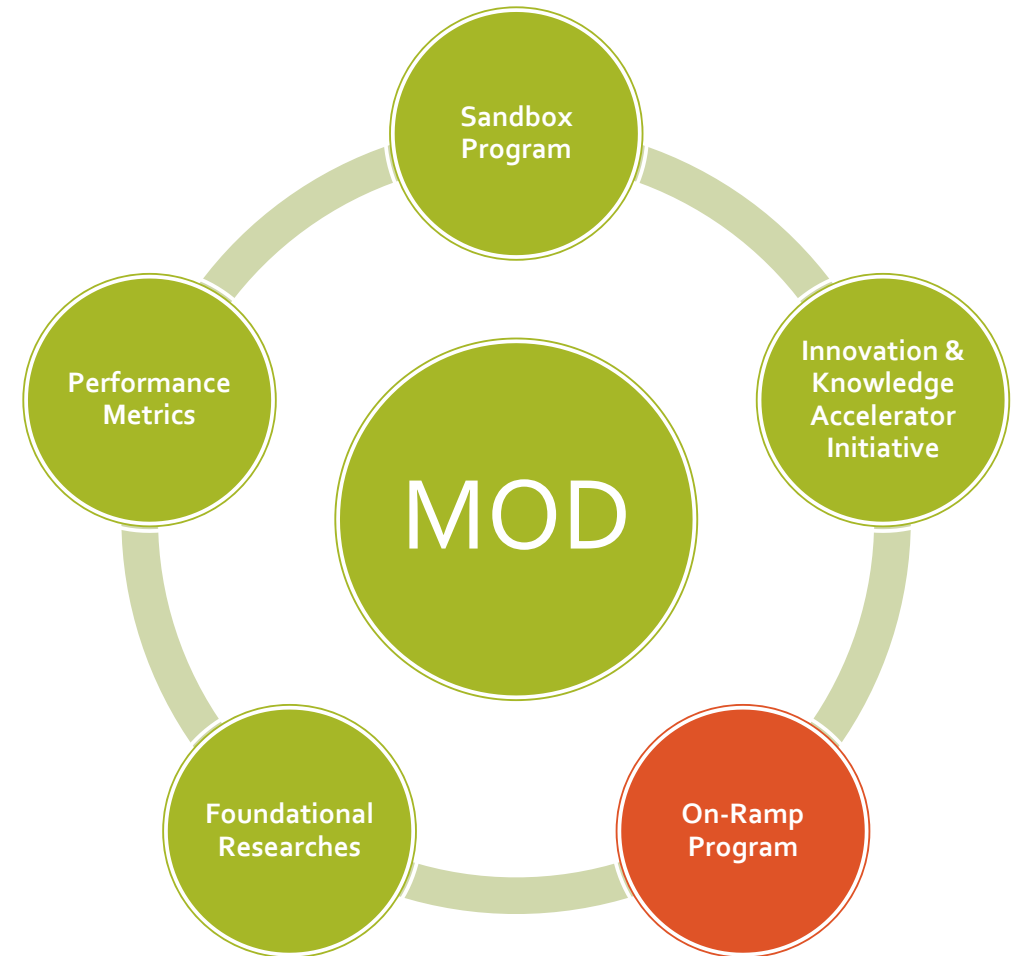 Sandbox
Program
Innovation &
Knowledge
Accelerator
Initiative
Performance
Metrics
MOD
Foundational
Researches
On-Ramp
Program